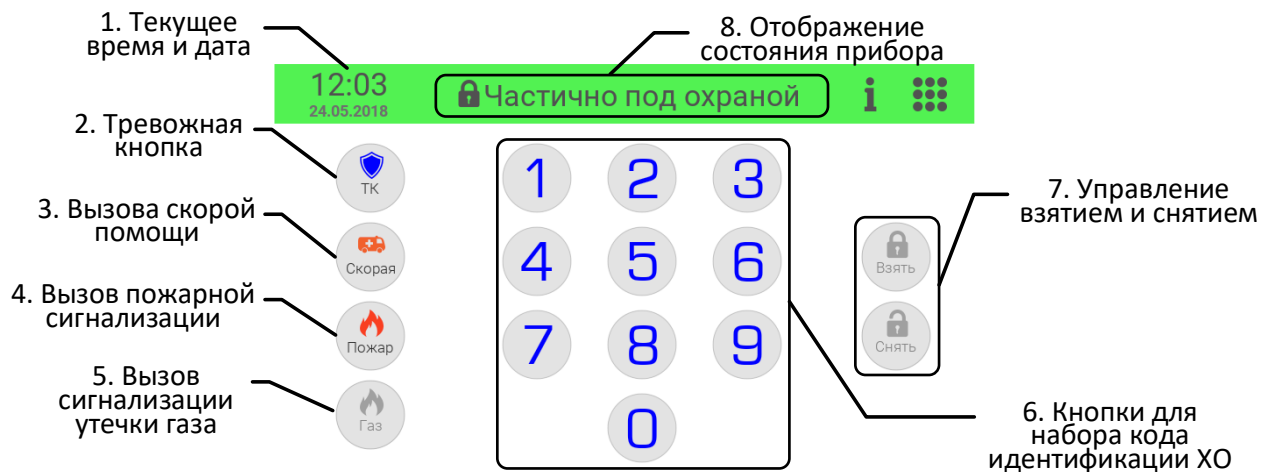 1. Текущее
время и дата
8. Отображение
состояния прибора
12:03
24.05.2018
Частично под охраной
i
2. Тревожная
кнопка
ТК
3. Вызова скорой
помощи
Скорая
4. Вызов пожарной
сигнализации
Пожар
5. Вызов
сигнализации
утечки газа
Газ
1 2 3
4 5 6
7 8 9
0
7. Управление
взятием и снятием
Взять
Снять
6. Кнопки для
набора кода
идентификации ХО